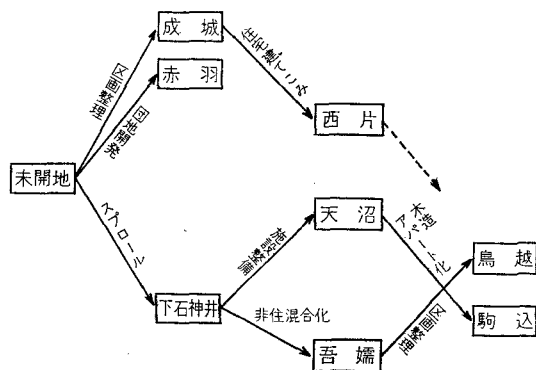 成城
赤羽
区画整理
団地開発
住宅建てこみ
西片
未開地
スプロール
天沼
木造
アパート化
施設整備
鳥越
下石神井
非住混合化
区画整理
駒込
吾嬬